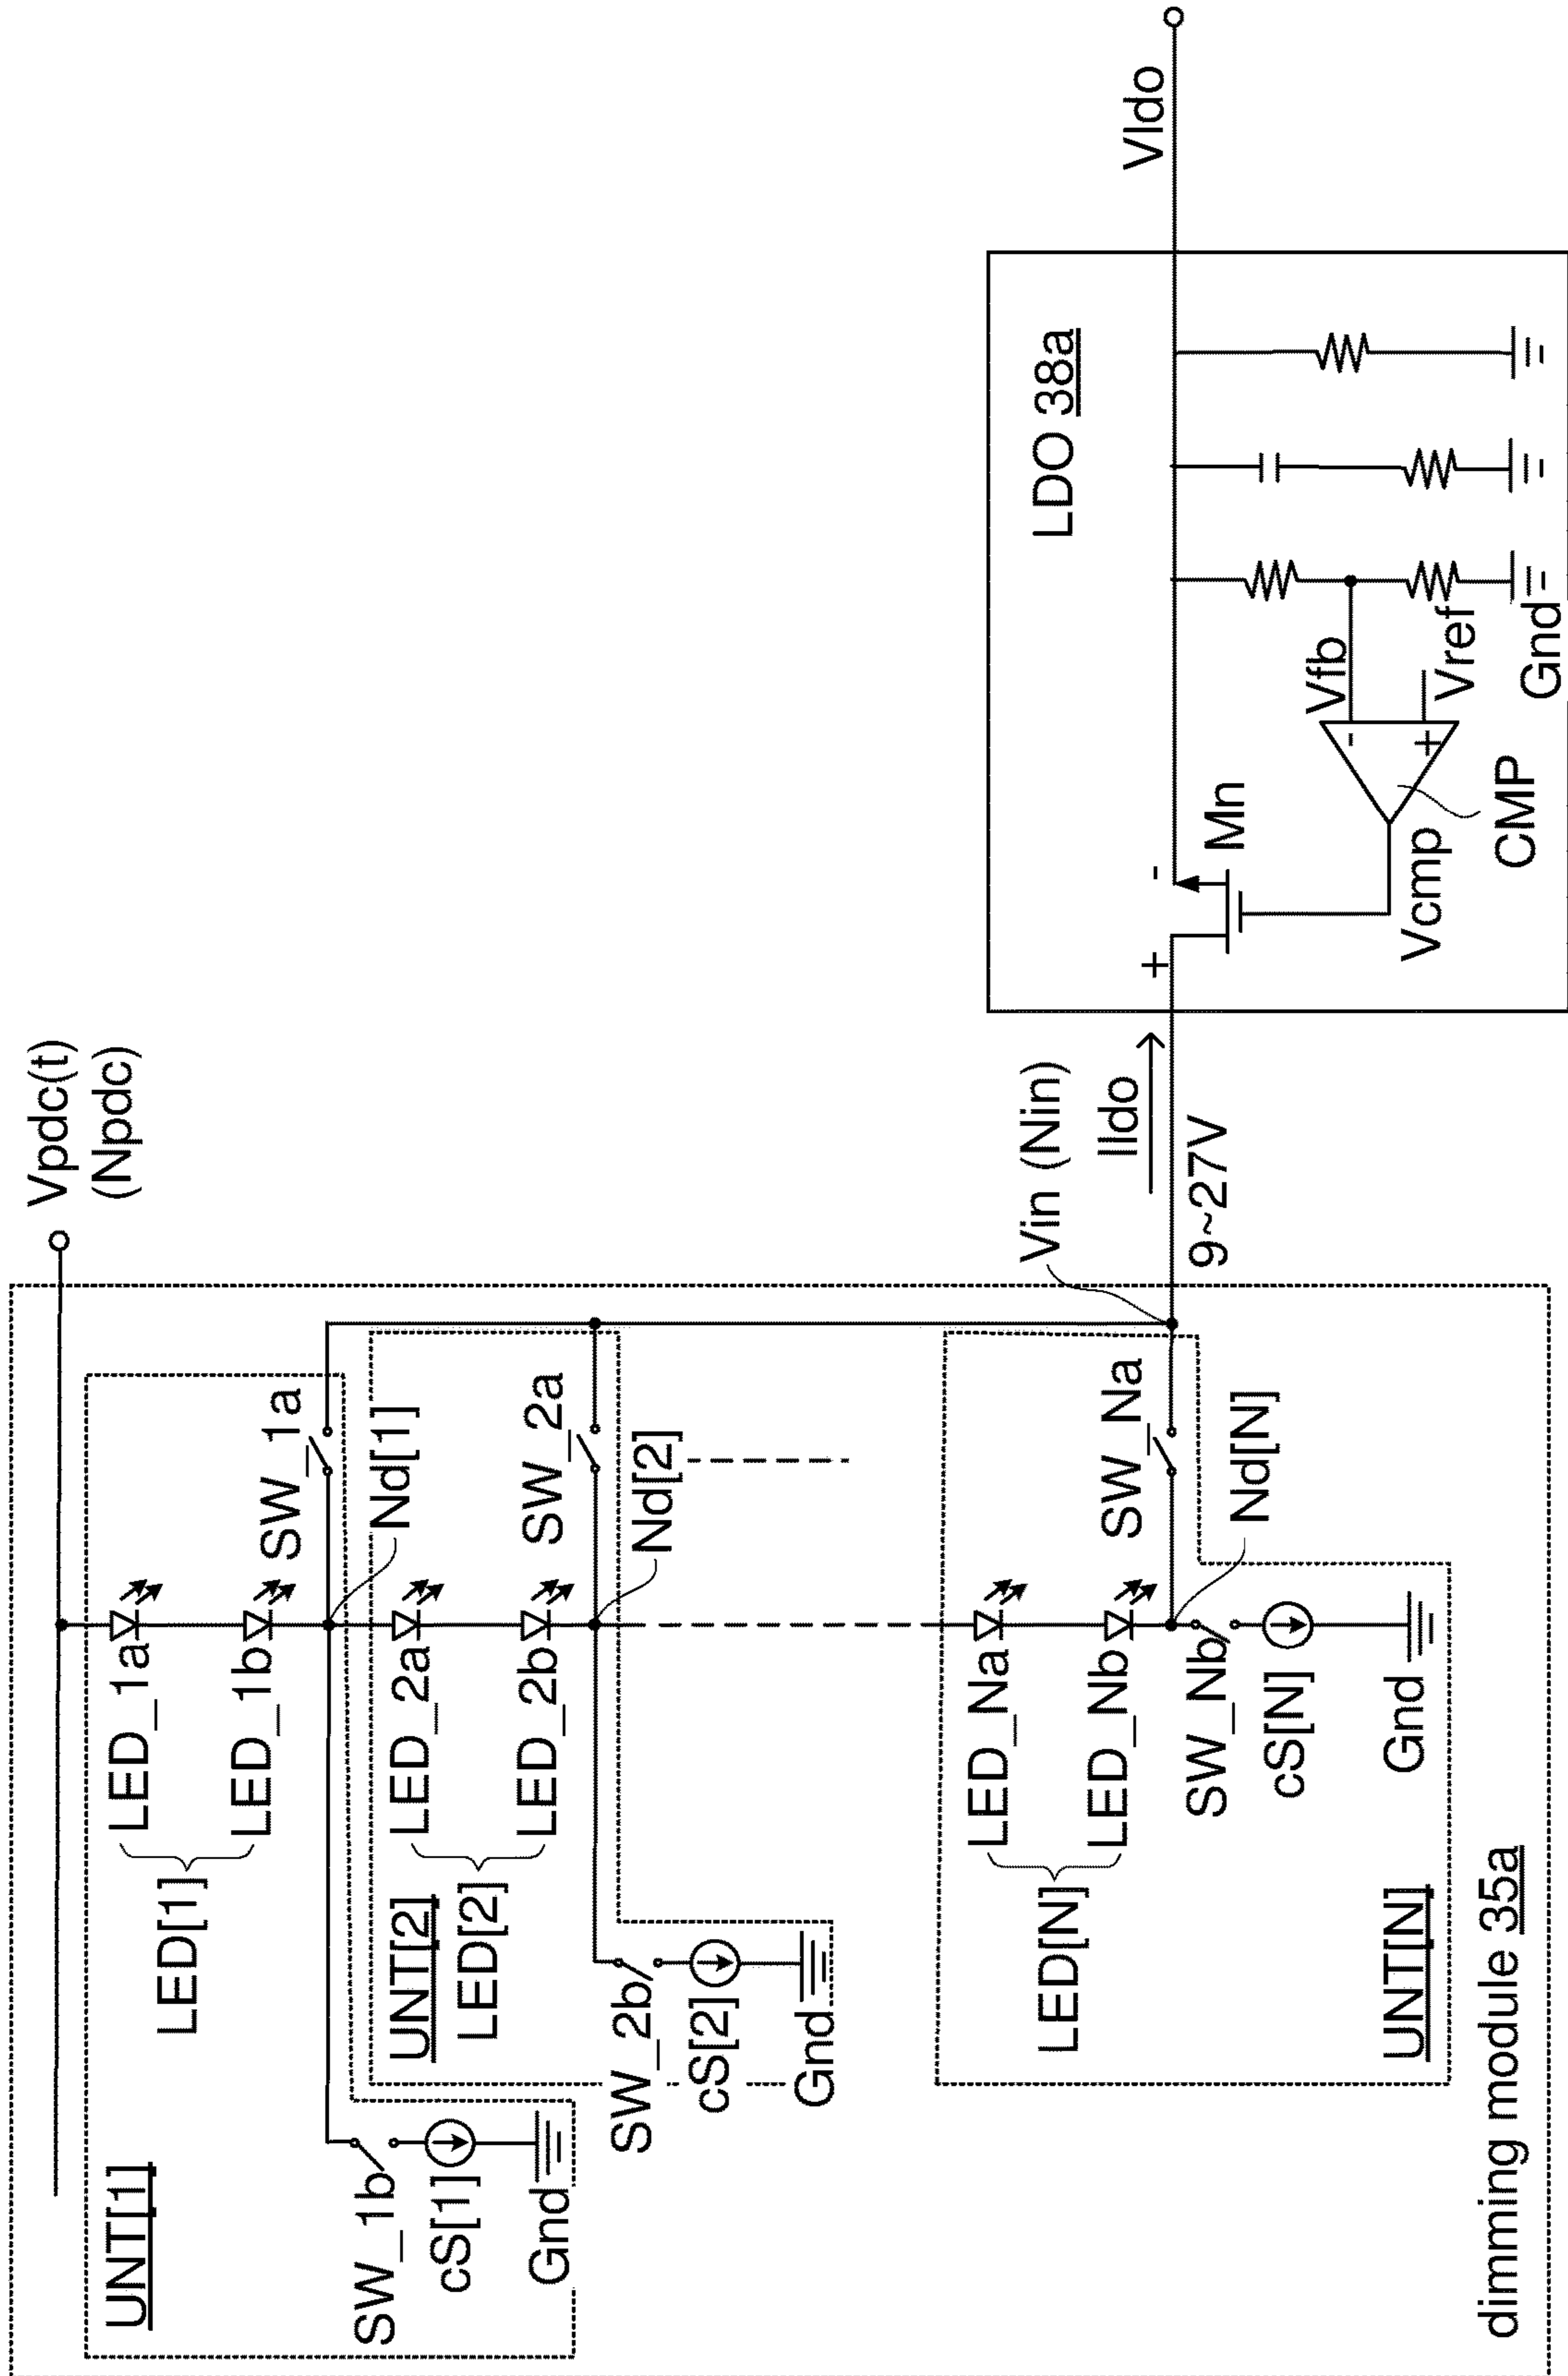 Vpdc(t)
(Npdc)
UNT[1]
LED_1a
LED[1]
LED_1b
SW_1a
Nd[1]
SW_1b
cS[1]
Gnd
UNT[2]
LED_2a
LED[2]
LED_2b
SW_2a
Nd[2]
SW_2b
cS[2]
Gnd
LED_Na
LED[N]
LED_Nb
SW_Na
Nd[N]
SW_Nb
cS[N]
Gnd
UNT[N]
dimming module 35a
Vin (Nin)
Ildo
9~27V
LDO 38a
+
-
Mn
Vcmp
CMP
-
+
Vfb
Vref
Gnd
Vldo